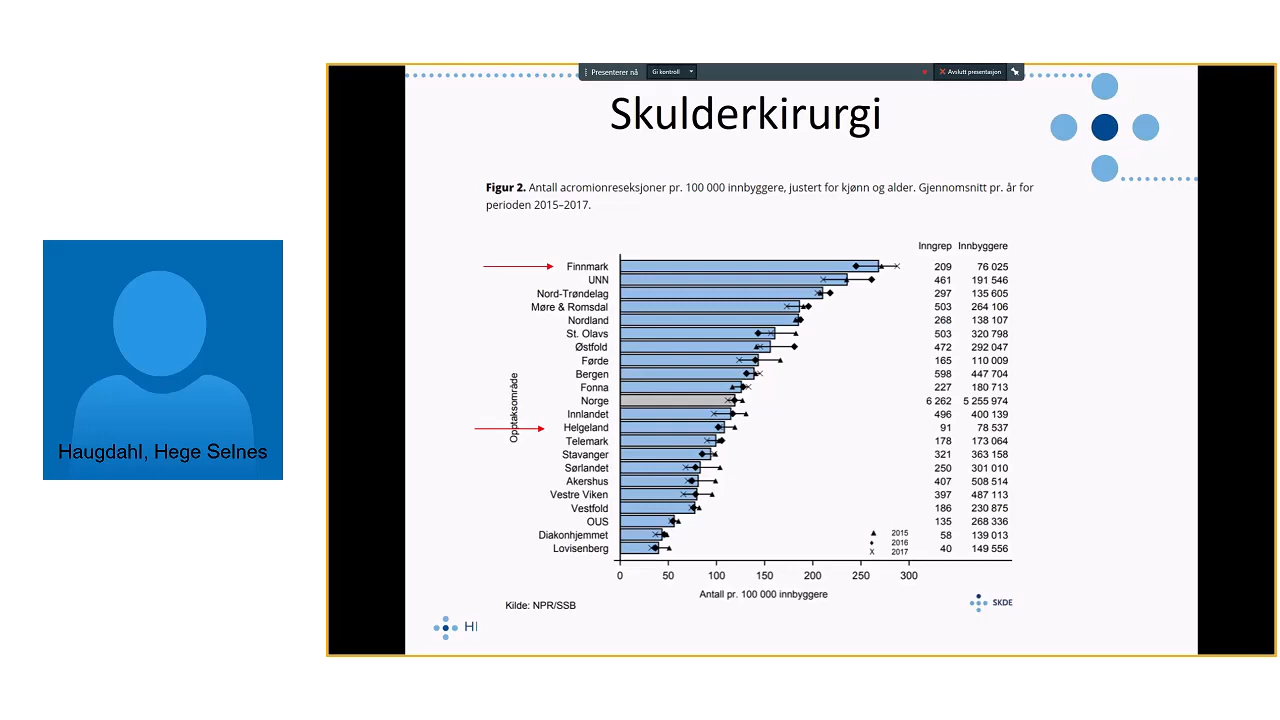 Presenterer nå
Gi kontroll
Avslutt presentasjon
Skulderkirurgi
Figur 2. Antall acromionreseksjoner pr. 100 000 innbyggere, justert for kjønn og alder. Gjennomsnitt pr. år for
perioden 2015–2017.
Inngrep Innbyggere
Finnmark 209 76 025
UNN 461 191 546
Nord-Trøndelag 297 135 605
Møre & Romsdal 503 264 106
Nordland 268 138 107
St. Olavs 503 320 798
Østfold 472 292 047
Førde 165 110 009
Bergen 598 447 704
Fonna 227 180 713
Norge 6 262 5 255 974
Innlandet 496 400 139
Helgeland 91 78 537
Telemark 178 173 064
Stavanger 321 363 158
Sørlandet 250 301 010
Akershus 407 508 514
Vestre Viken 397 487 113
Vestfold 186 230 875
OUS 135 268 336
Diakonhjemmet 58 139 013
Lovisenberg 40 149 556
Opptaksområde
2015
2016
2017
0 50 100 150 200 250 300
Antall pr. 100 000 innbyggere
Kilde: NPR/SSB
SKDE
Haugdahl, Hege Selnes